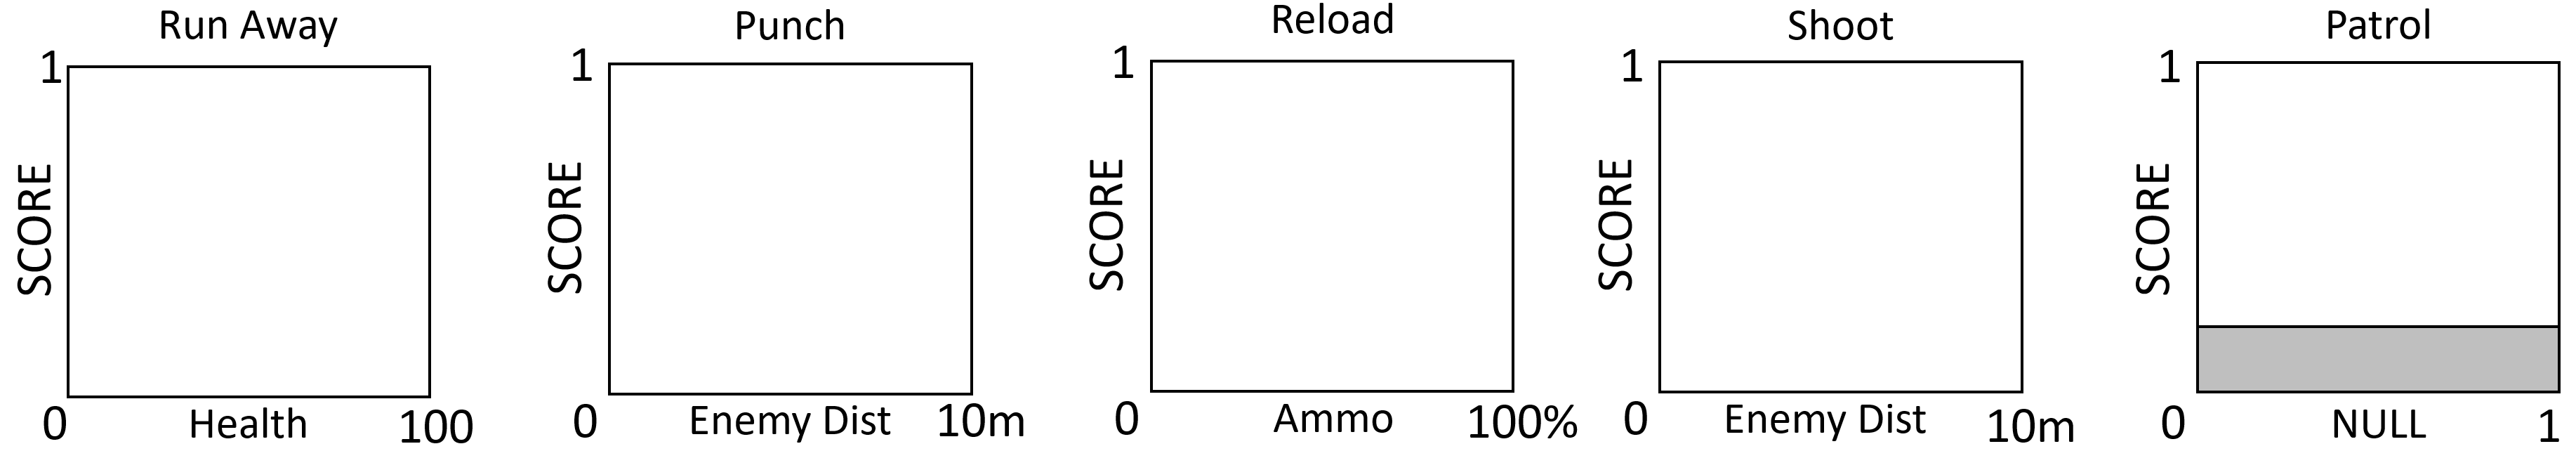 Run Away
1
SCORE
0
Health
100
Punch
1
SCORE
0
Enemy Dist
10m
Reload
1
SCORE
0
Ammo
100%
Shoot
1
SCORE
0
Enemy Dist
10m
Patrol
1
SCORE
0
NULL
1